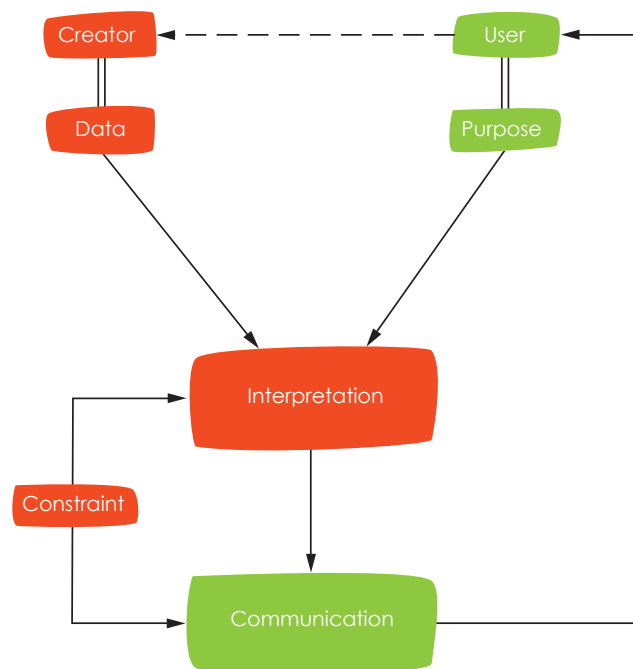 Creator
User
Data
Purpose
Interpretation
Constraint
Communication